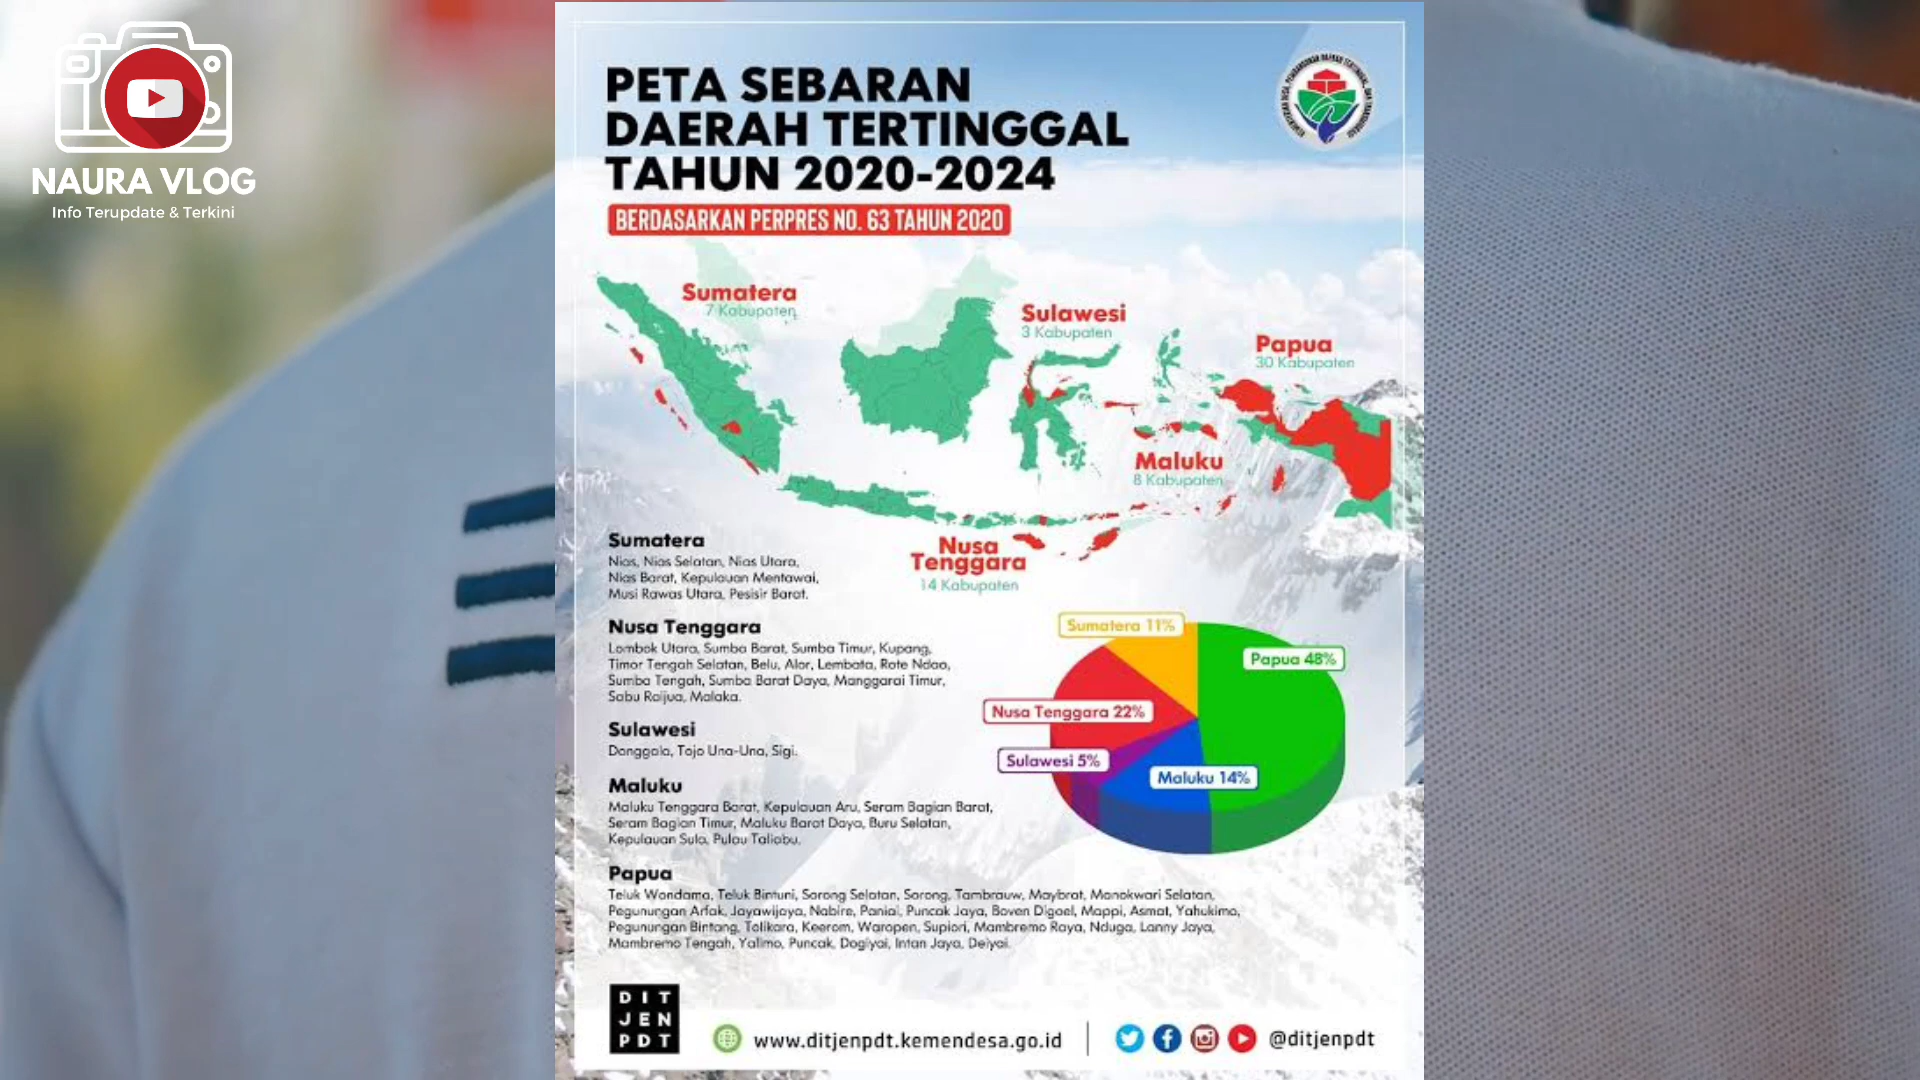 NAURA VLOG
Info Terupdate & Terkini
PETA SEBARAN
DAERAH TERTINGGAL
TAHUN 2020-2024
BERDASARKAN PERPRES NO. 63 TAHUN 2020
Sumatera
7 Kabupaten
Sulawesi
3 Kabupaten
Papua
30 Kabupaten
Maluku
8 Kabupaten
Nusa
Tenggara
14 Kabupaten
Sumatera
Nias, Nias Selatan, Nias Utara,
Nias Barat, Kepulauan Mentawai,
Musi Rawas Utara, Pesisir Barat.
Nusa Tenggara
Lombok Utara, Sumba Barat, Sumba Timur, Kupang,
Timor Tengah Selatan, Belu, Alor, Lembata, Rote Ndao,
Sumba Tengah, Sumba Barat Daya, Manggarai Timur,
Sabu Raijua, Malaka.
Sulawesi
Donggala, Tojo Una-Una, Sigi.
Maluku
Maluku Tenggara Barat, Kepulauan Aru, Seram Bagian Barat,
Seram Bagian Timur, Maluku Barat Daya, Buru Selatan,
Kepulauan Sula, Pulau Taliabu.
Papua
Teluk Wondama, Teluk Bintuni, Sorong Selatan, Sorong, Tambrauw, Maybrat, Manokwari Selatan,
Pegunungan Arfak, Jayawijaya, Nabire, Paniai, Puncak Jaya, Boven Digoel, Mappi, Asmat, Yahukimo,
Pegunungan Bintang, Tolikara, Keerom, Waropen, Supiori, Mambremo Raya, Nduga, Lanny Jaya,
Mambremo Tengah, Yalimo, Puncak, Dogiyai, Intan Jaya, Deiyai.
Sumatera 11%
Papua 48%
Nusa Tenggara 22%
Sulawesi 5%
Maluku 14%
DIT
JEN
PDT
www.ditjenpdt.kemendesa.go.id
@ditjenpdt